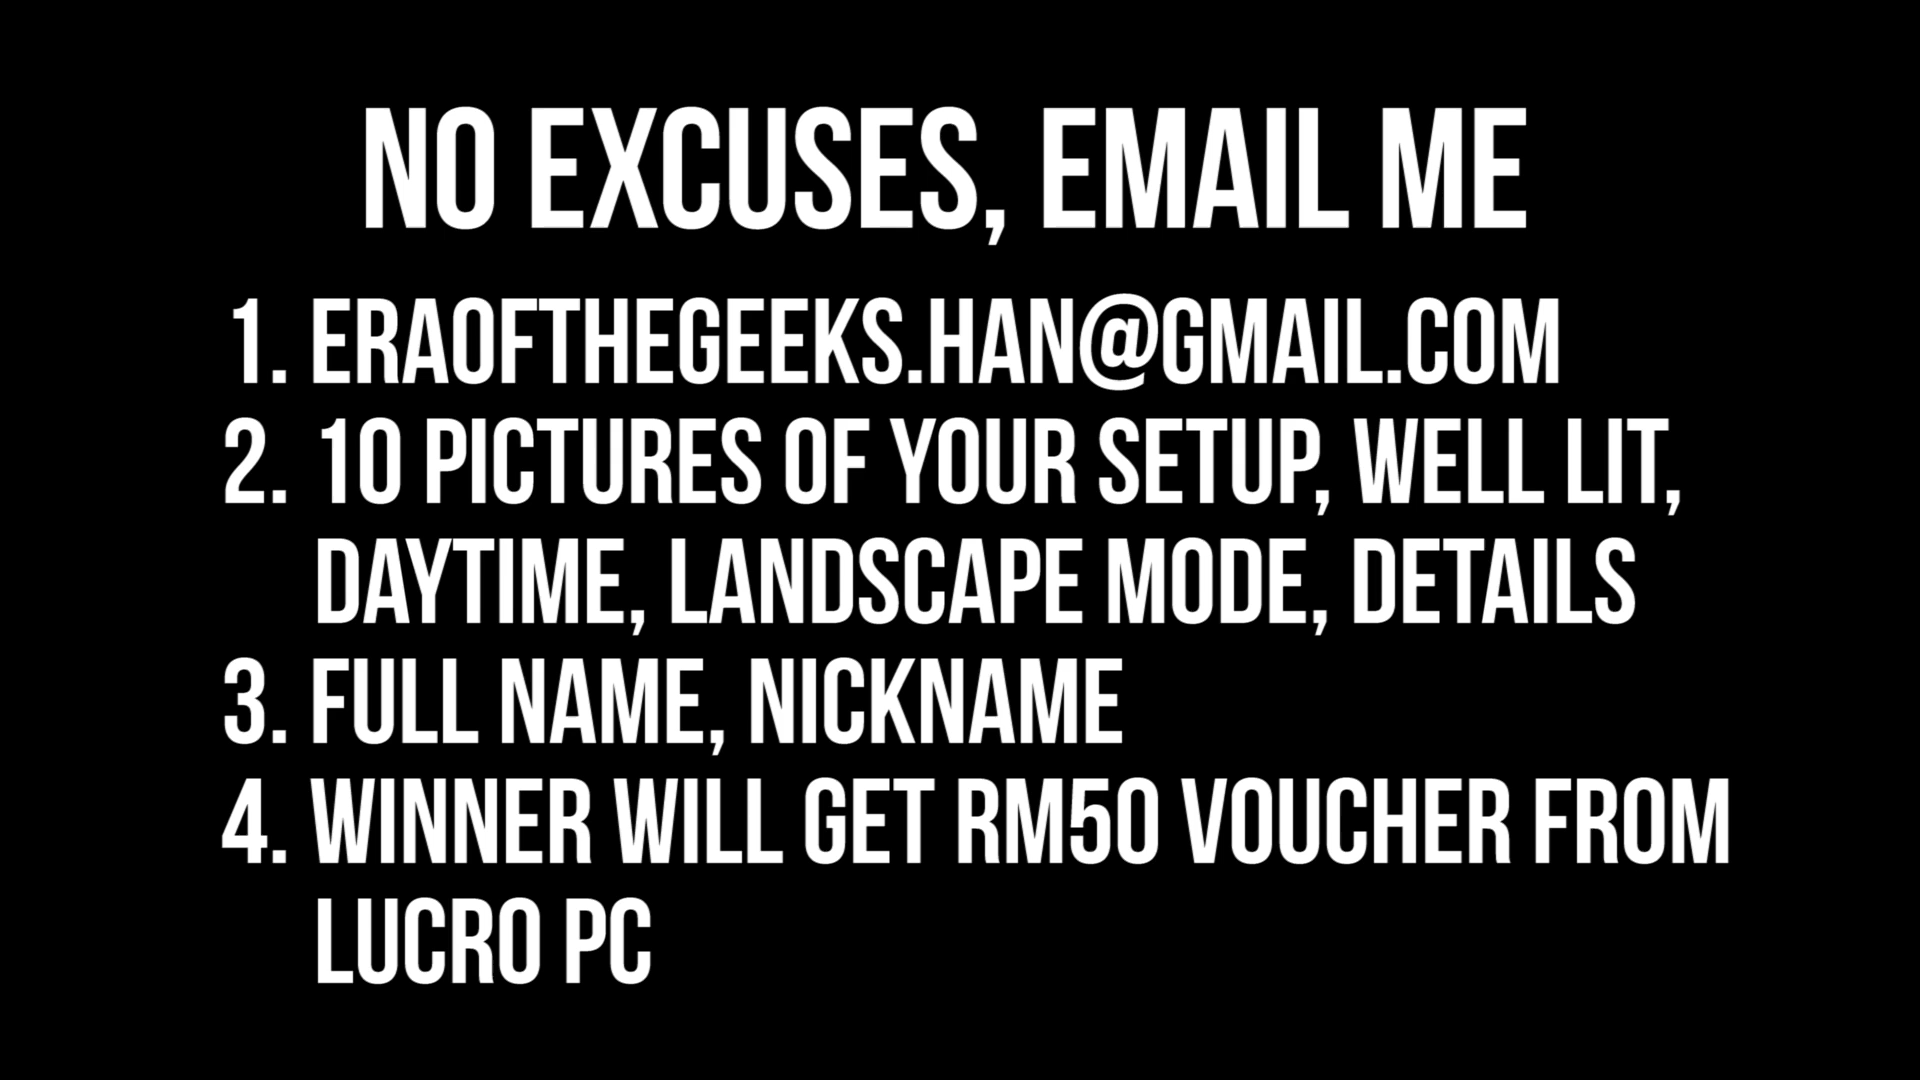 NO EXCUSES, EMAIL ME
1. ERAOFTHEGEEKS.HAN@GMAIL.COM
2. 10 PICTURES OF YOUR SETUP, WELL LIT,
DAYTIME, LANDSCAPE MODE, DETAILS
3. FULL NAME, NICKNAME
4. WINNER WILL GET RM50 VOUCHER FROM
LUCRO PC